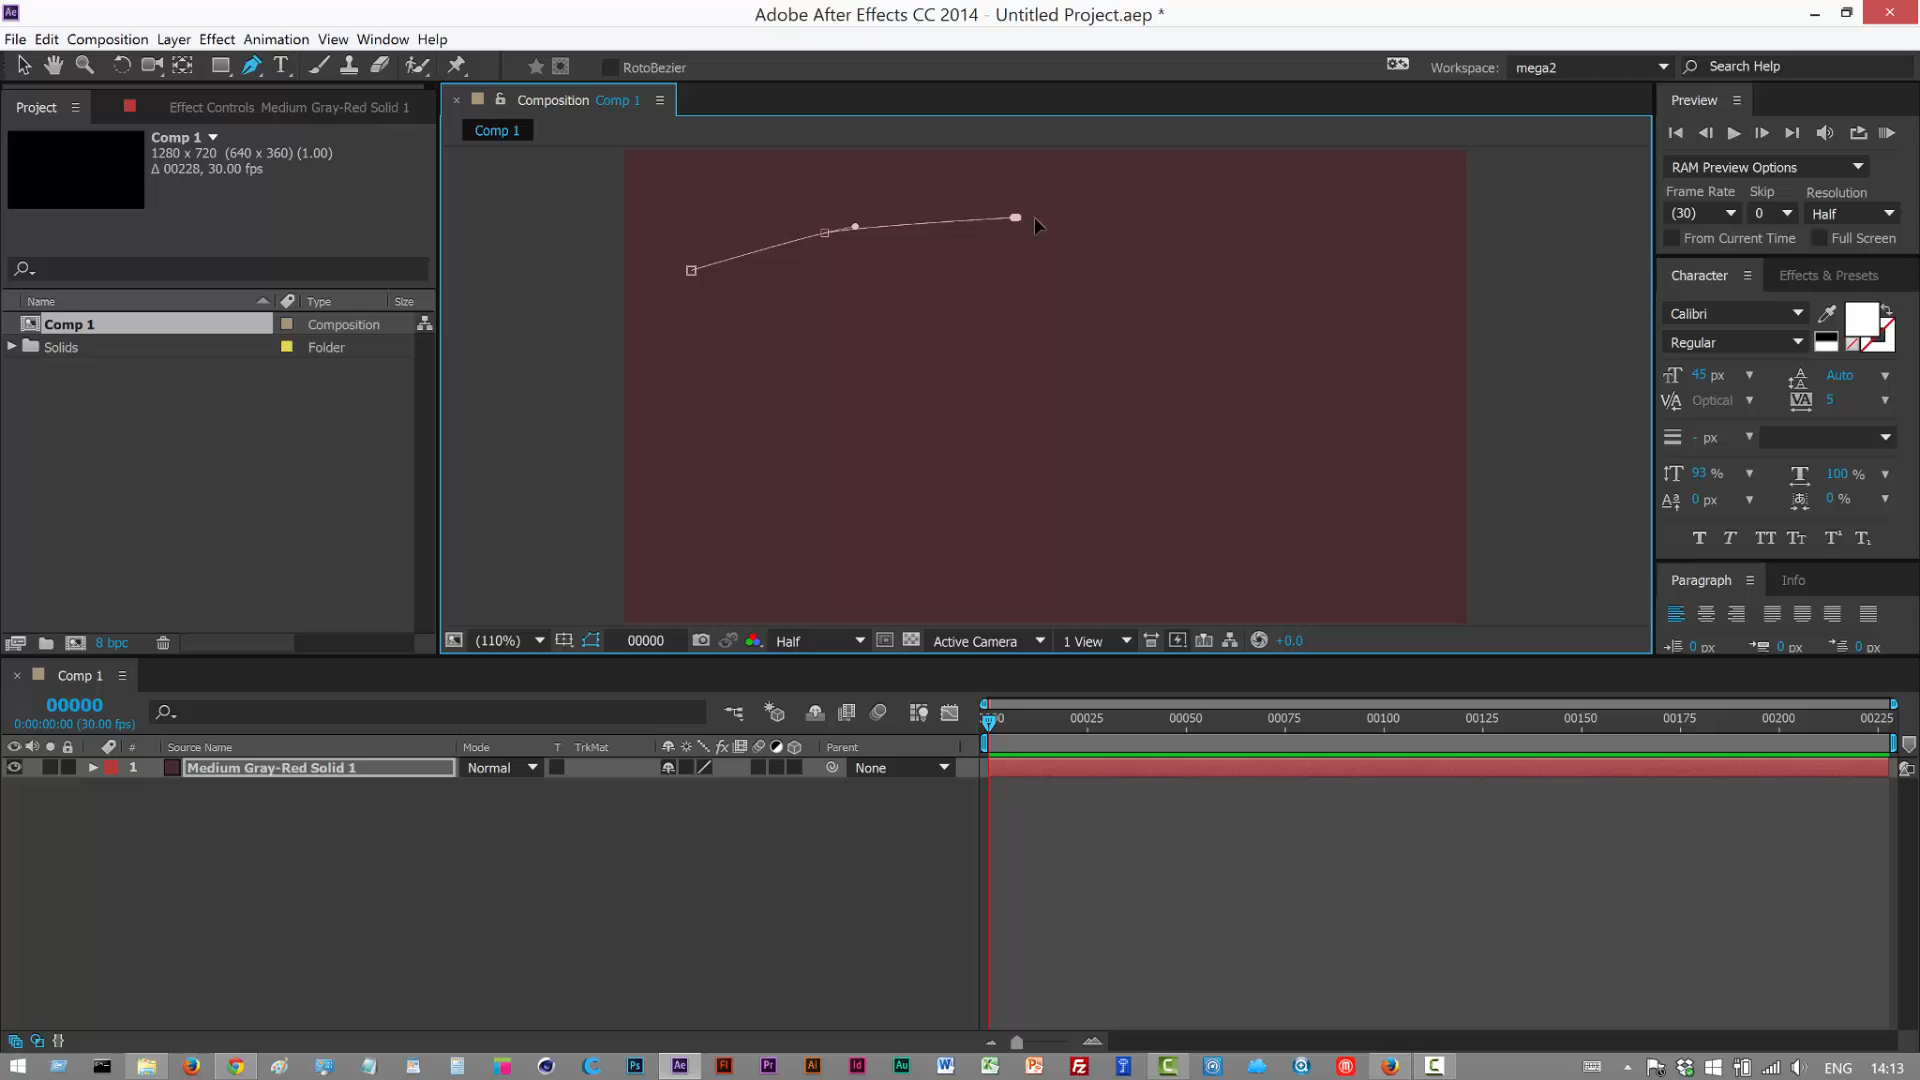 Adobe After Effects CC 2014 - Untitled Project.aep *
File Edit Composition Layer Effect Animation View Window Help
RotoBezier
Workspace: mega2
Search Help
Project
Effect Controls Medium Gray-Red Solid 1
Composition Comp 1
Preview
Comp 1
Comp 1
1280 x 720 (640 x 360) (1.00)
Δ 00228, 30.00 fps
RAM Preview Options
Frame Rate Skip Resolution
(30) 0 Half
From Current Time Full Screen
Character Effects & Presets
Name Type Size
Comp 1 Composition
Solids Folder
Calibri
Regular
45 px Auto
Optical 5
- px
93 % 100 %
0 px 0 %
T T TT Tт T¹ T₁
Paragraph Info
0 px 0 px 0 px
8 bpc
(110%) 00000 Half Active Camera 1 View +0.0
Comp 1
00000
0:00:00:00 (30.00 fps)
00025 00050 00075 00100 00125 00150 00175 00200 00225
# Source Name Mode T TrkMat fx Parent
1 Medium Gray-Red Solid 1 Normal None
ENG 14:13